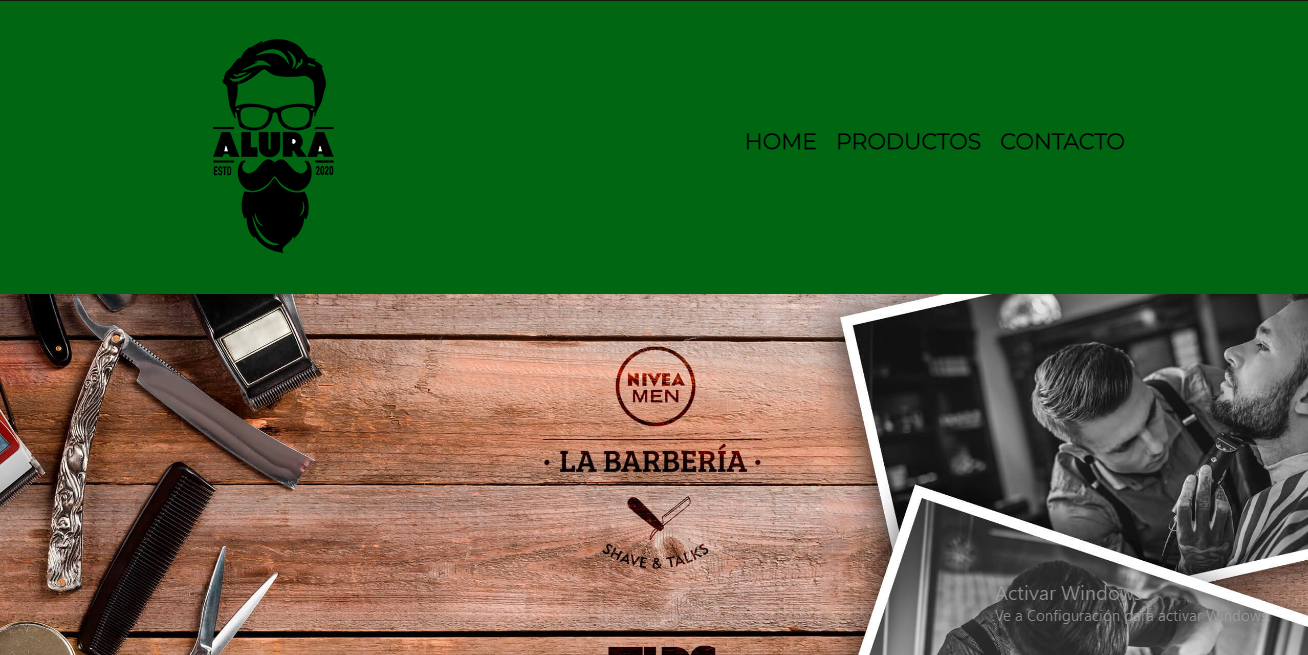 ALURA
ESTD 2020
HOME PRODUCTOS CONTACTO
NIVEA
MEN
· LA BARBERÍA ·
SHAVE & TALKS
Activar Windows
Ve a Configuración para activar Windows.